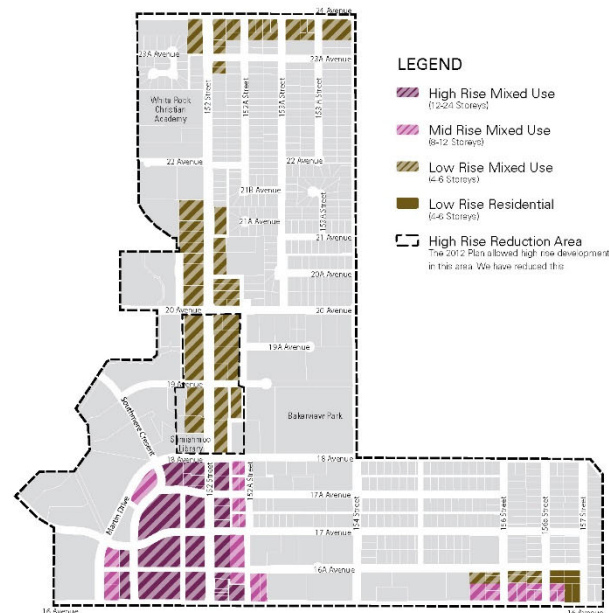 24 Avenue
23A Avenue
23A Avenue
152 Street
152A Street
153 Street
White Rock
Christian
Academy
22 Avenue
22 Avenue
21B Avenue
21A Avenue
21 Avenue
20A Avenue
20 Avenue
20 Avenue
19A Avenue
19 Avenue
Southmere Crescent
Bakerview Park
Semiahmoo
Library
18 Avenue
18 Avenue
152 Street
152A Street
154 Street
156 Street
157 Street
17A Avenue
Martin Drive
17 Avenue
16A Avenue
16 Avenue
16 Avenue
LEGEND
High Rise Mixed Use
(12-24 Storeys)
Mid Rise Mixed Use
(8-12 Storeys)
Low Rise Mixed Use
(4-6 Storeys)
Low Rise Residential
(4-6 Storeys)
High Rise Reduction Area
The 2012 Plan allowed high rise development
in this area. We have reduced this